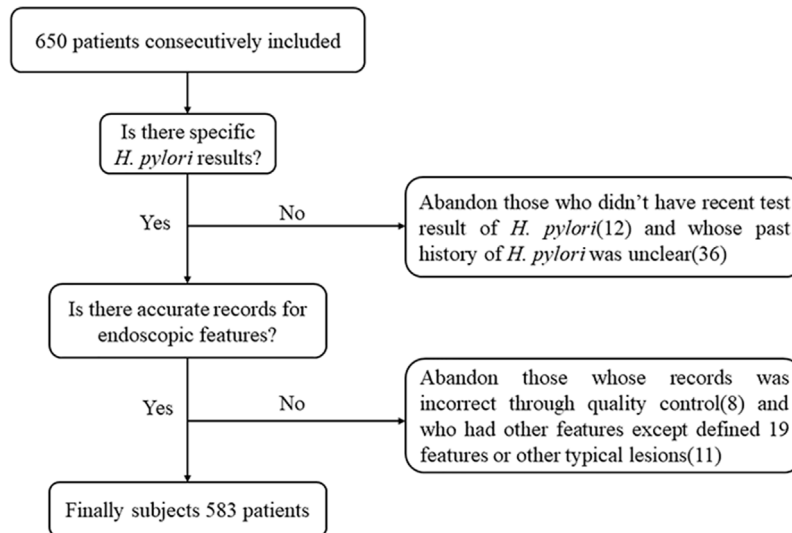 650 patients consecutively included
Is there specific
H. pylori results?
Yes
No
Abandon those who didn't have recent test
result of H. pylori(12) and whose past
history of H. pylori was unclear(36)
Is there accurate records for
endoscopic features?
Yes
No
Abandon those whose records was
incorrect through quality control(8) and
who had other features except defined 19
features or other typical lesions(11)
Finally subjects 583 patients